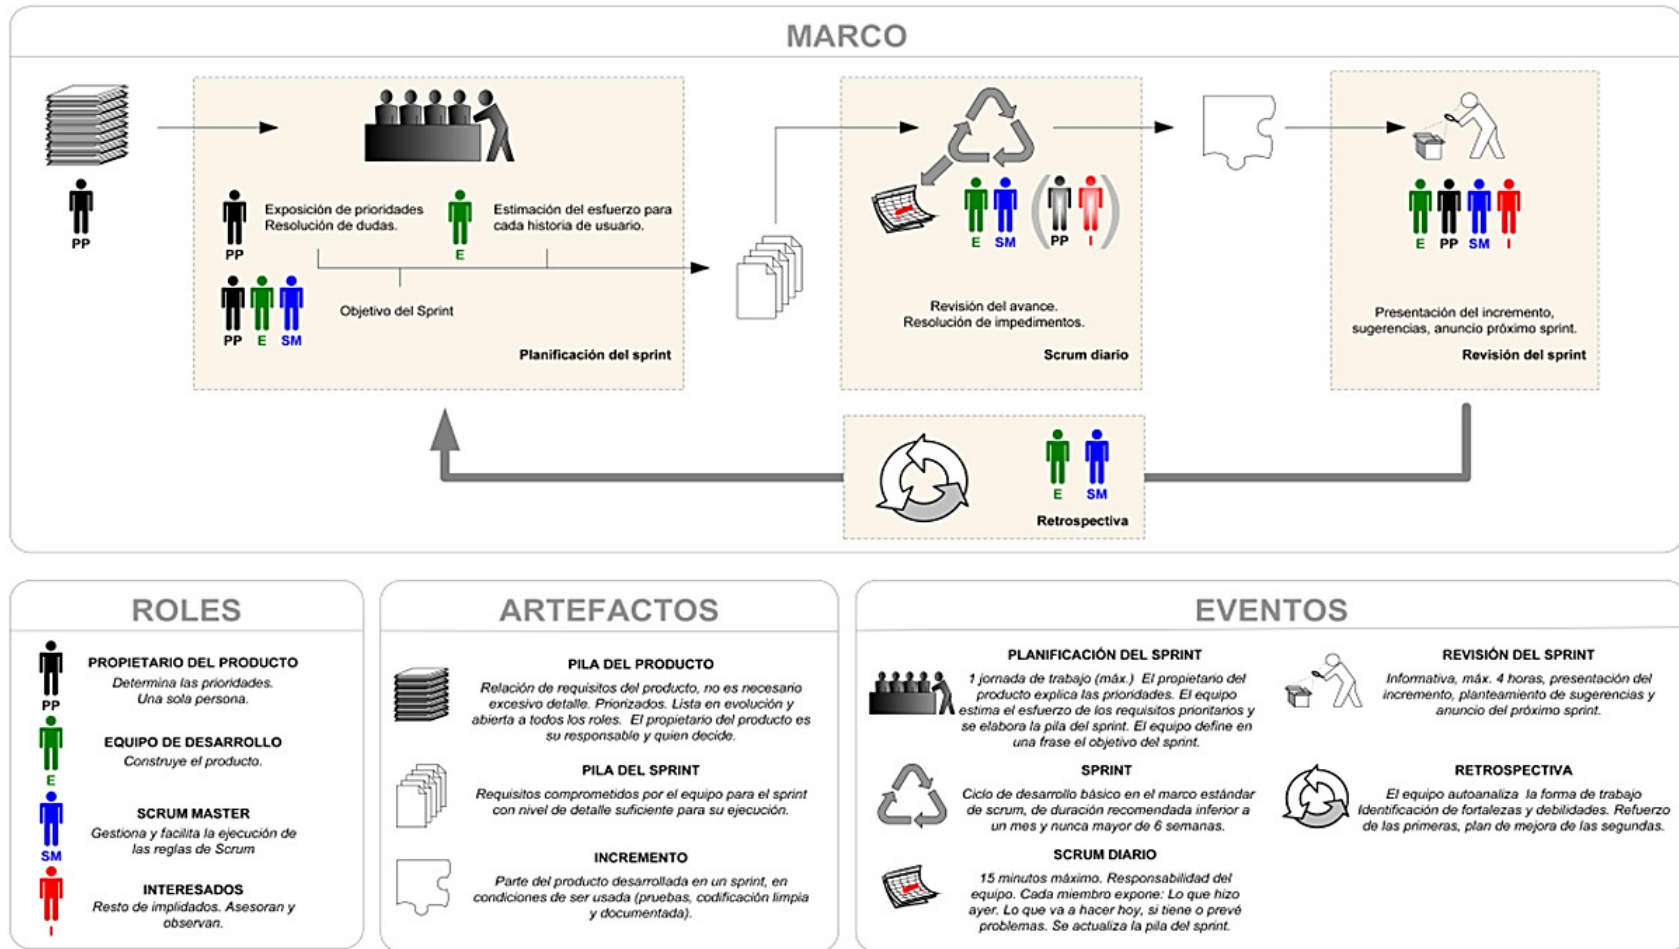 MARCO
PP
PP
Exposición de prioridades
Resolución de dudas.
E
Estimación del esfuerzo para
cada historia de usuario.
PP E SM
Objetivo del Sprint
Planificación del sprint
E SM (PP I)
Revisión del avance.
Resolución de impedimentos.
Scrum diario
E PP SM I
Presentación del incremento,
sugerencias, anuncio próximo sprint.
Revisión del sprint
E SM
Retrospectiva
ROLES
PROPIETARIO DEL PRODUCTO
Determina las prioridades.
Una sola persona.
PP
EQUIPO DE DESARROLLO
Construye el producto.
E
SCRUM MASTER
Gestiona y facilita la ejecución de
las reglas de Scrum
SM
INTERESADOS
Resto de implidados. Asesoran y
observan.
I
ARTEFACTOS
PILA DEL PRODUCTO
Relación de requisitos del producto, no es necesario
excesivo detalle. Priorizados. Lista en evolución y
abierta a todos los roles. El propietario del producto es
su responsable y quien decide.
PILA DEL SPRINT
Requisitos comprometidos por el equipo para el sprint
con nivel de detalle suficiente para su ejecución.
INCREMENTO
Parte del producto desarrollada en un sprint, en
condiciones de ser usada (pruebas, codificación limpia
y documentada).
EVENTOS
PLANIFICACIÓN DEL SPRINT
1 jornada de trabajo (máx.) El propietario del
producto explica las prioridades. El equipo
estima el esfuerzo de los requisitos prioritarios y
se elabora la pila del sprint. El equipo define en
una frase el objetivo del sprint.
SPRINT
Ciclo de desarrollo básico en el marco estándar
de scrum, de duración recomendada inferior a
un mes y nunca mayor de 6 semanas.
SCRUM DIARIO
15 minutos máximo. Responsabilidad del
equipo. Cada miembro expone: Lo que hizo
ayer. Lo que va a hacer hoy, si tiene o prevé
problemas. Se actualiza la pila del sprint.
REVISIÓN DEL SPRINT
Informativa, máx. 4 horas, presentación del
incremento, planteamiento de sugerencias y
anuncio del próximo sprint.
RETROSPECTIVA
El equipo autoanaliza la forma de trabajo
Identificación de fortalezas y debilidades. Refuerzo
de las primeras, plan de mejora de las segundas.